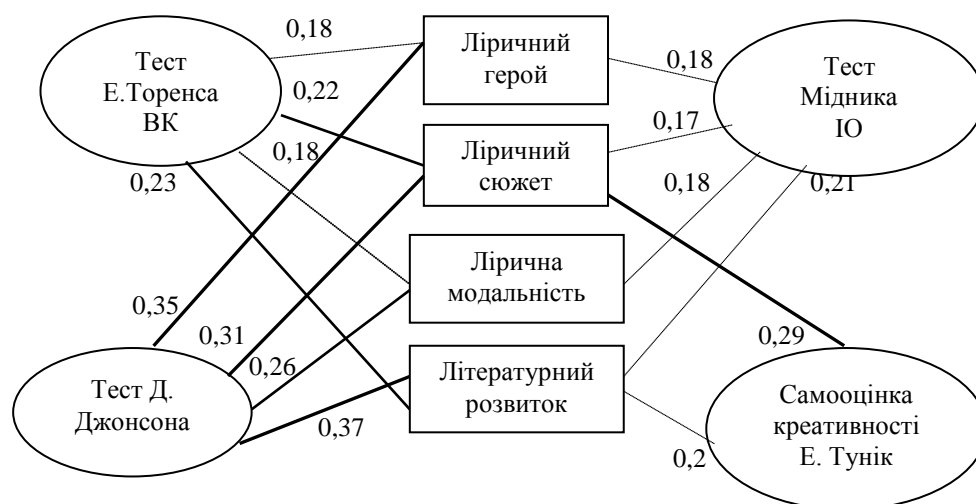 0,18
Тест
Е.Торенса
ВК
Ліричний
герой
0,18
Тест
Мідника
ІО
0,22
0,17
0,18
Ліричний
сюжет
0,18
0,23
0,21
Лірична
модальність
0,35
0,31
0,26
0,29
Тест Д.
Джонсона
Літературний
розвиток
0,37
Самооцінка
креативності
Е. Тунік
0,2